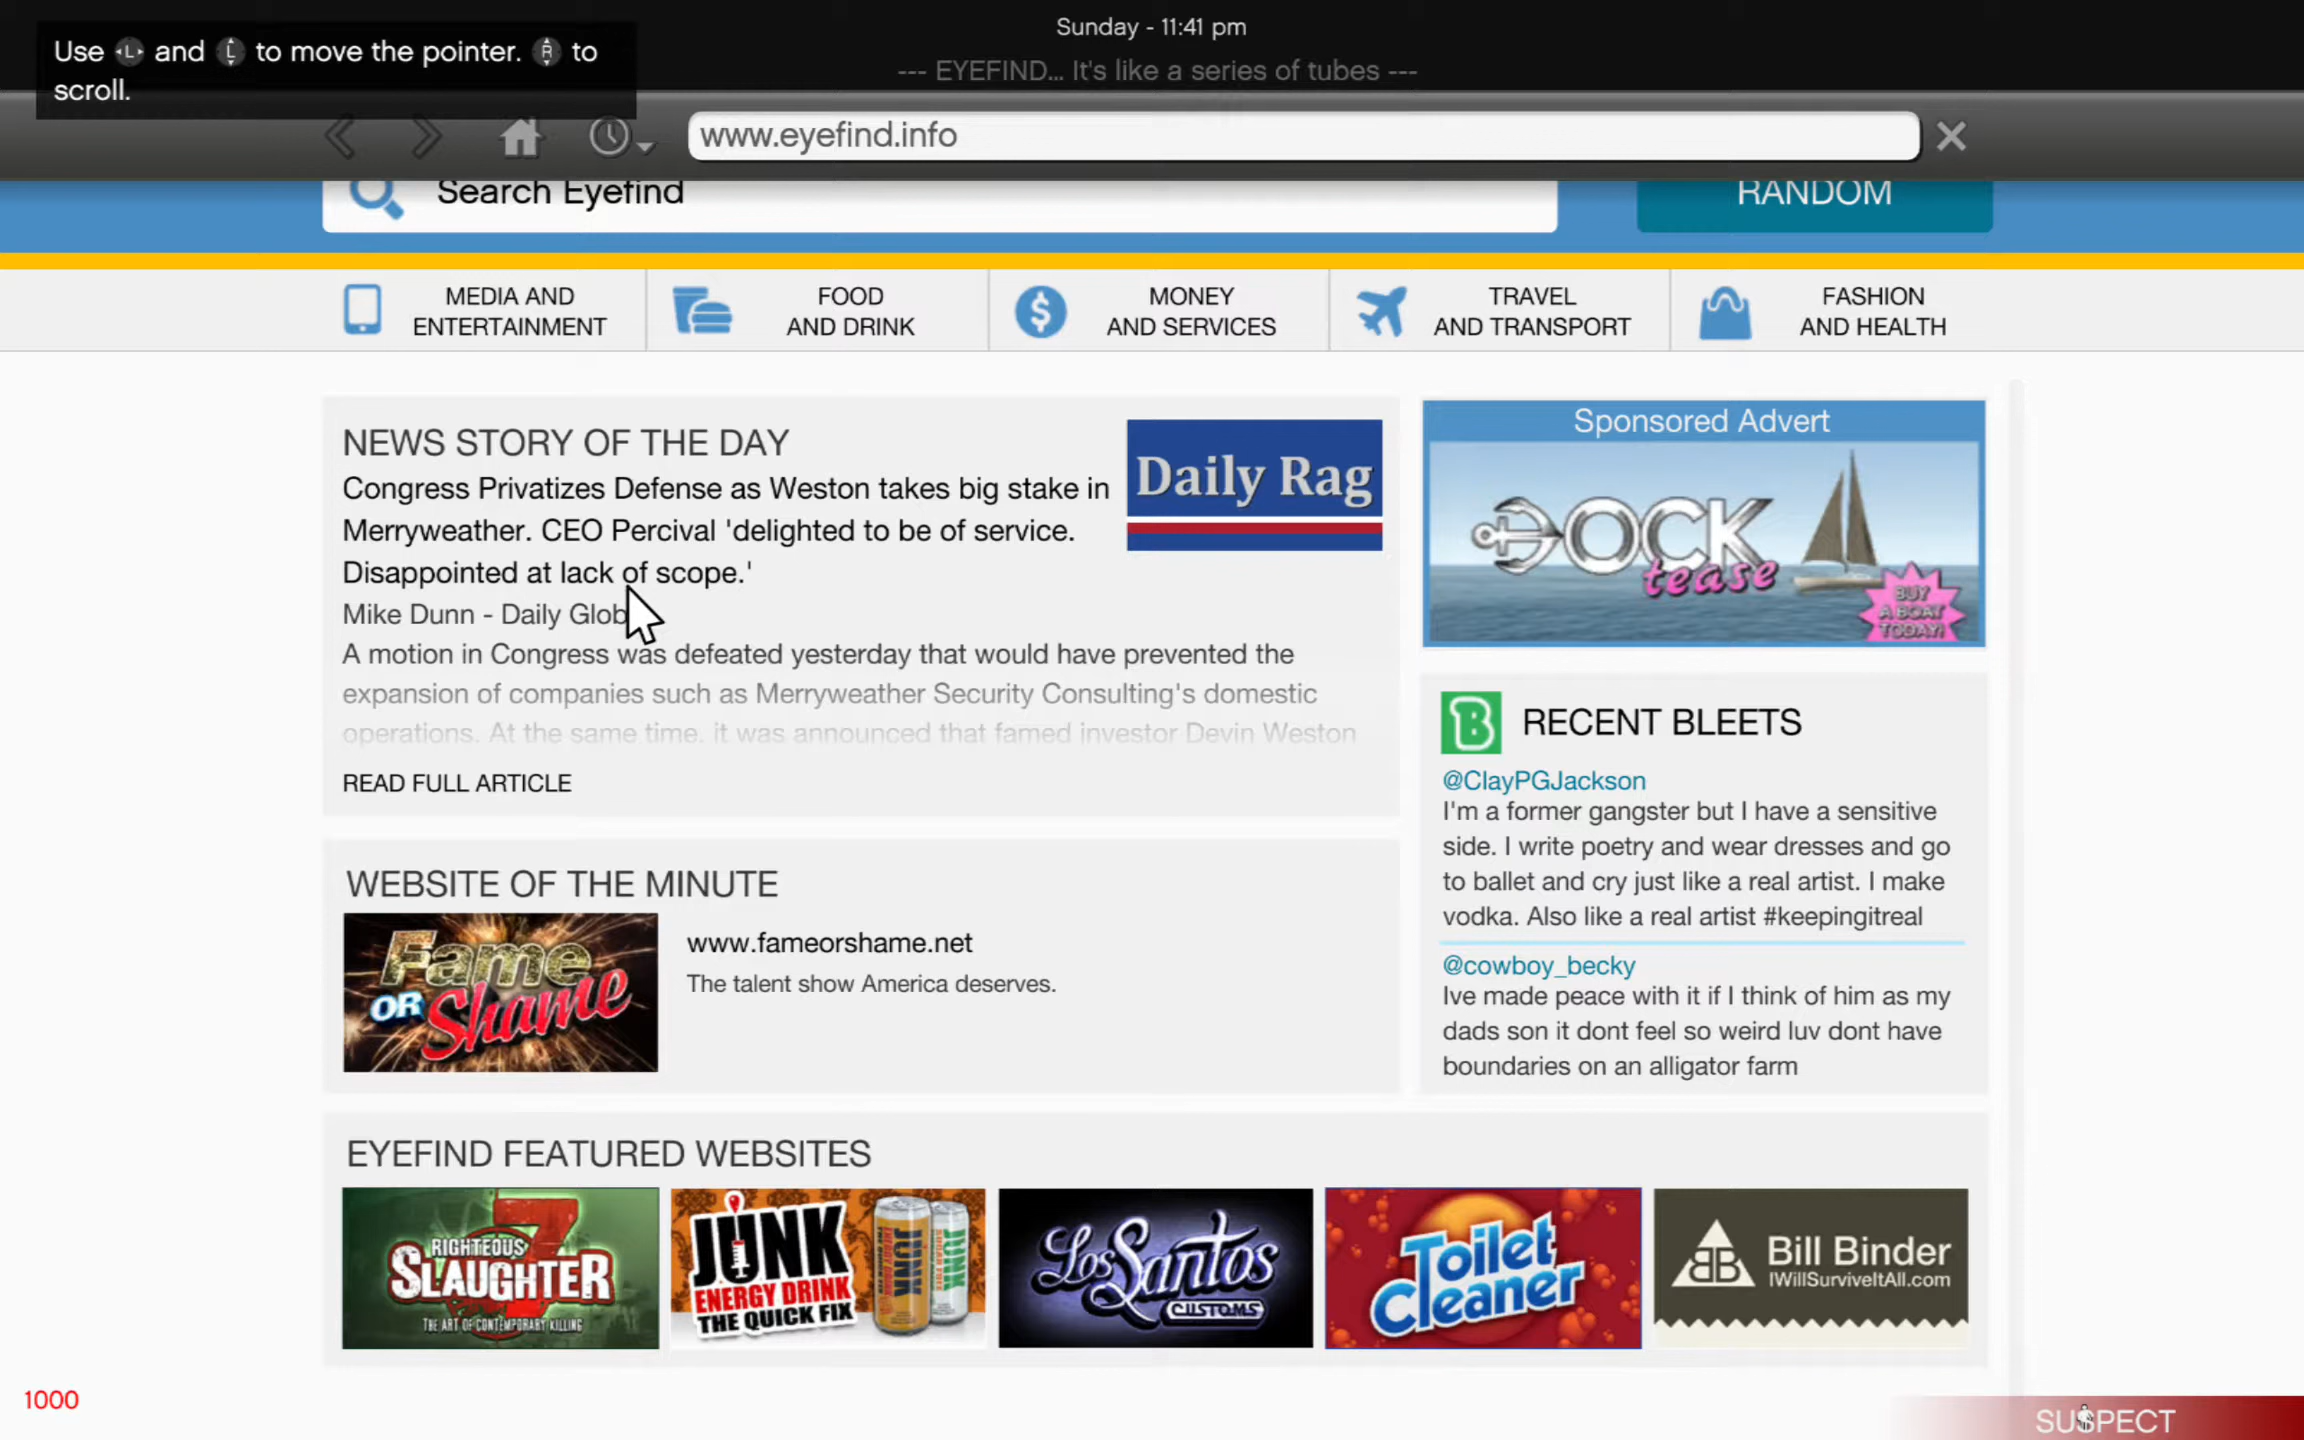 Sunday - 11:41 pm
--- EYEFIND... It's like a series of tubes ---
Use L and L to move the pointer. R to
scroll.
www.eyefind.info
Search Eyefind
RANDOM
MEDIA AND
ENTERTAINMENT
FOOD
AND DRINK
MONEY
AND SERVICES
TRAVEL
AND TRANSPORT
FASHION
AND HEALTH
NEWS STORY OF THE DAY
Congress Privatizes Defense as Weston takes big stake in
Merryweather. CEO Percival 'delighted to be of service.
Disappointed at lack of scope.'
Mike Dunn - Daily Glob
A motion in Congress was defeated yesterday that would have prevented the
expansion of companies such as Merryweather Security Consulting's domestic
operations. At the same time, it was announced that famed investor Devin Weston
READ FULL ARTICLE
Daily Rag
Sponsored Advert
DOCK
tease
BUY
A BOAT
TODAY!
WEBSITE OF THE MINUTE
Fame
OR Shame
www.fameorshame.net
The talent show America deserves.
B RECENT BLEETS
@ClayPGJackson
I'm a former gangster but I have a sensitive
side. I write poetry and wear dresses and go
to ballet and cry just like a real artist. I make
vodka. Also like a real artist #keepingitreal
@cowboy_becky
Ive made peace with it if I think of him as my
dads son it dont feel so weird luv dont have
boundaries on an alligator farm
EYEFIND FEATURED WEBSITES
7
RIGHTEOUS
SLAUGHTER
THE ART OF CONTEMPORARY KILLING
JUNK
ENERGY DRINK
THE QUICK FIX
JUNK
JUNK
Los Santos
CUSTOMS
Toilet
Cleaner
BB
Bill Binder
IWillSurviveItAll.com
1000
SUSPECT